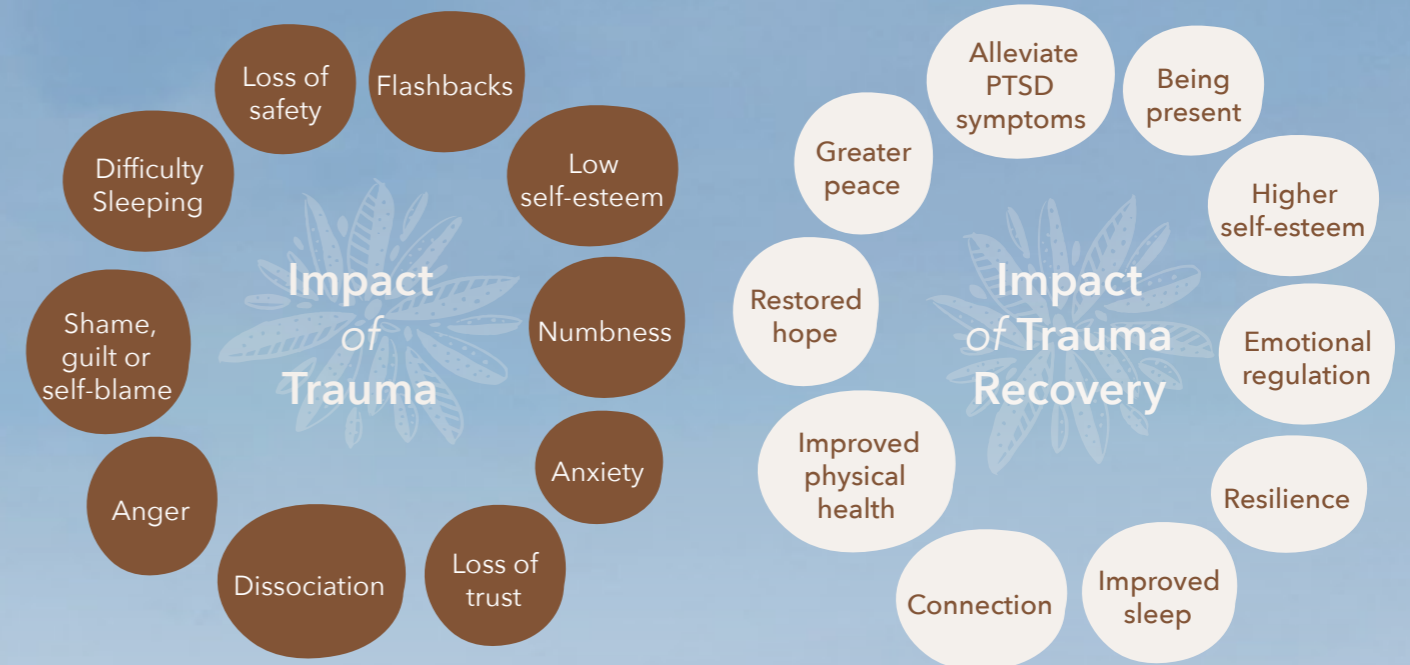 Impact
of
Trauma
Loss of
safety
Flashbacks
Low
self-esteem
Numbness
Anxiety
Loss of
trust
Dissociation
Anger
Shame,
guilt or
self-blame
Difficulty
Sleeping
Impact
of Trauma
Recovery
Alleviate
PTSD
symptoms
Being
present
Higher
self-esteem
Emotional
regulation
Resilience
Improved
sleep
Connection
Improved
physical
health
Restored
hope
Greater
peace